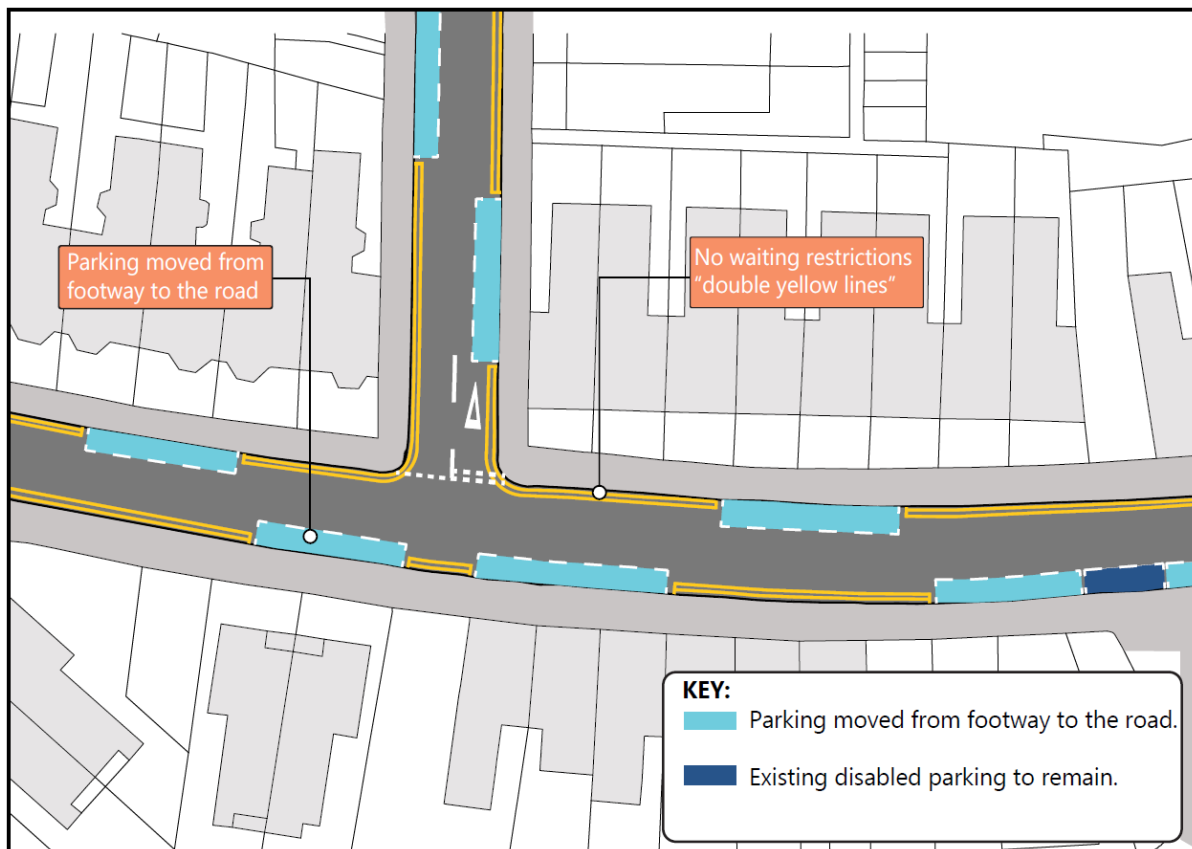 Parking moved from
footway to the road
No waiting restrictions
“double yellow lines”
KEY:
Parking moved from footway to the road.
Existing disabled parking to remain.